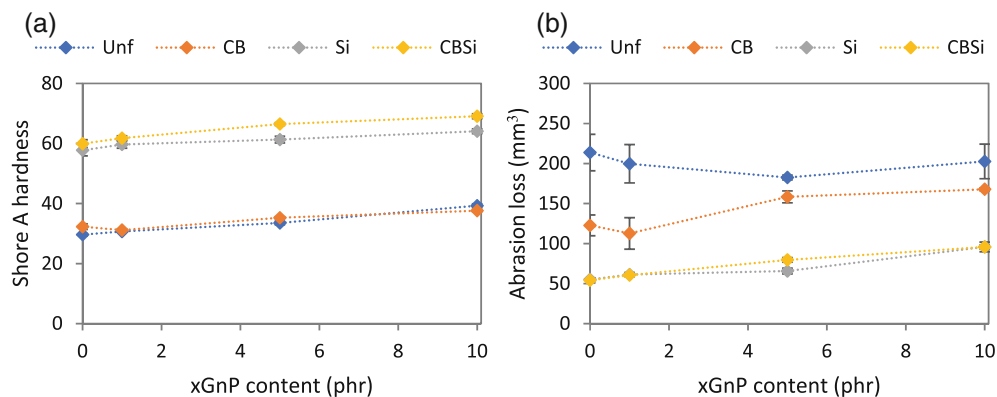 (a)
Unf CB Si CBSi
80
60
40
20
0
0 2 4 6 8 10
Shore A hardness
xGnP content (phr)
(b)
Unf CB Si CBSi
300
250
200
150
100
50
0
0 2 4 6 8 10
Abrasion loss (mm³)
xGnP content (phr)